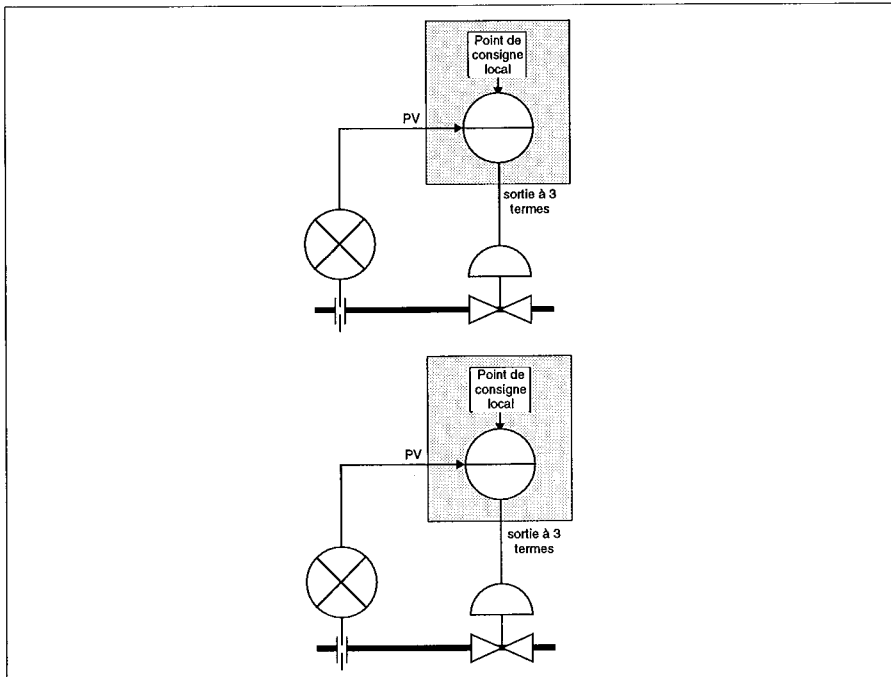 Point de
consigne
local
PV
sortie à 3
termes
Point de
consigne
local
PV
sortie à 3
termes